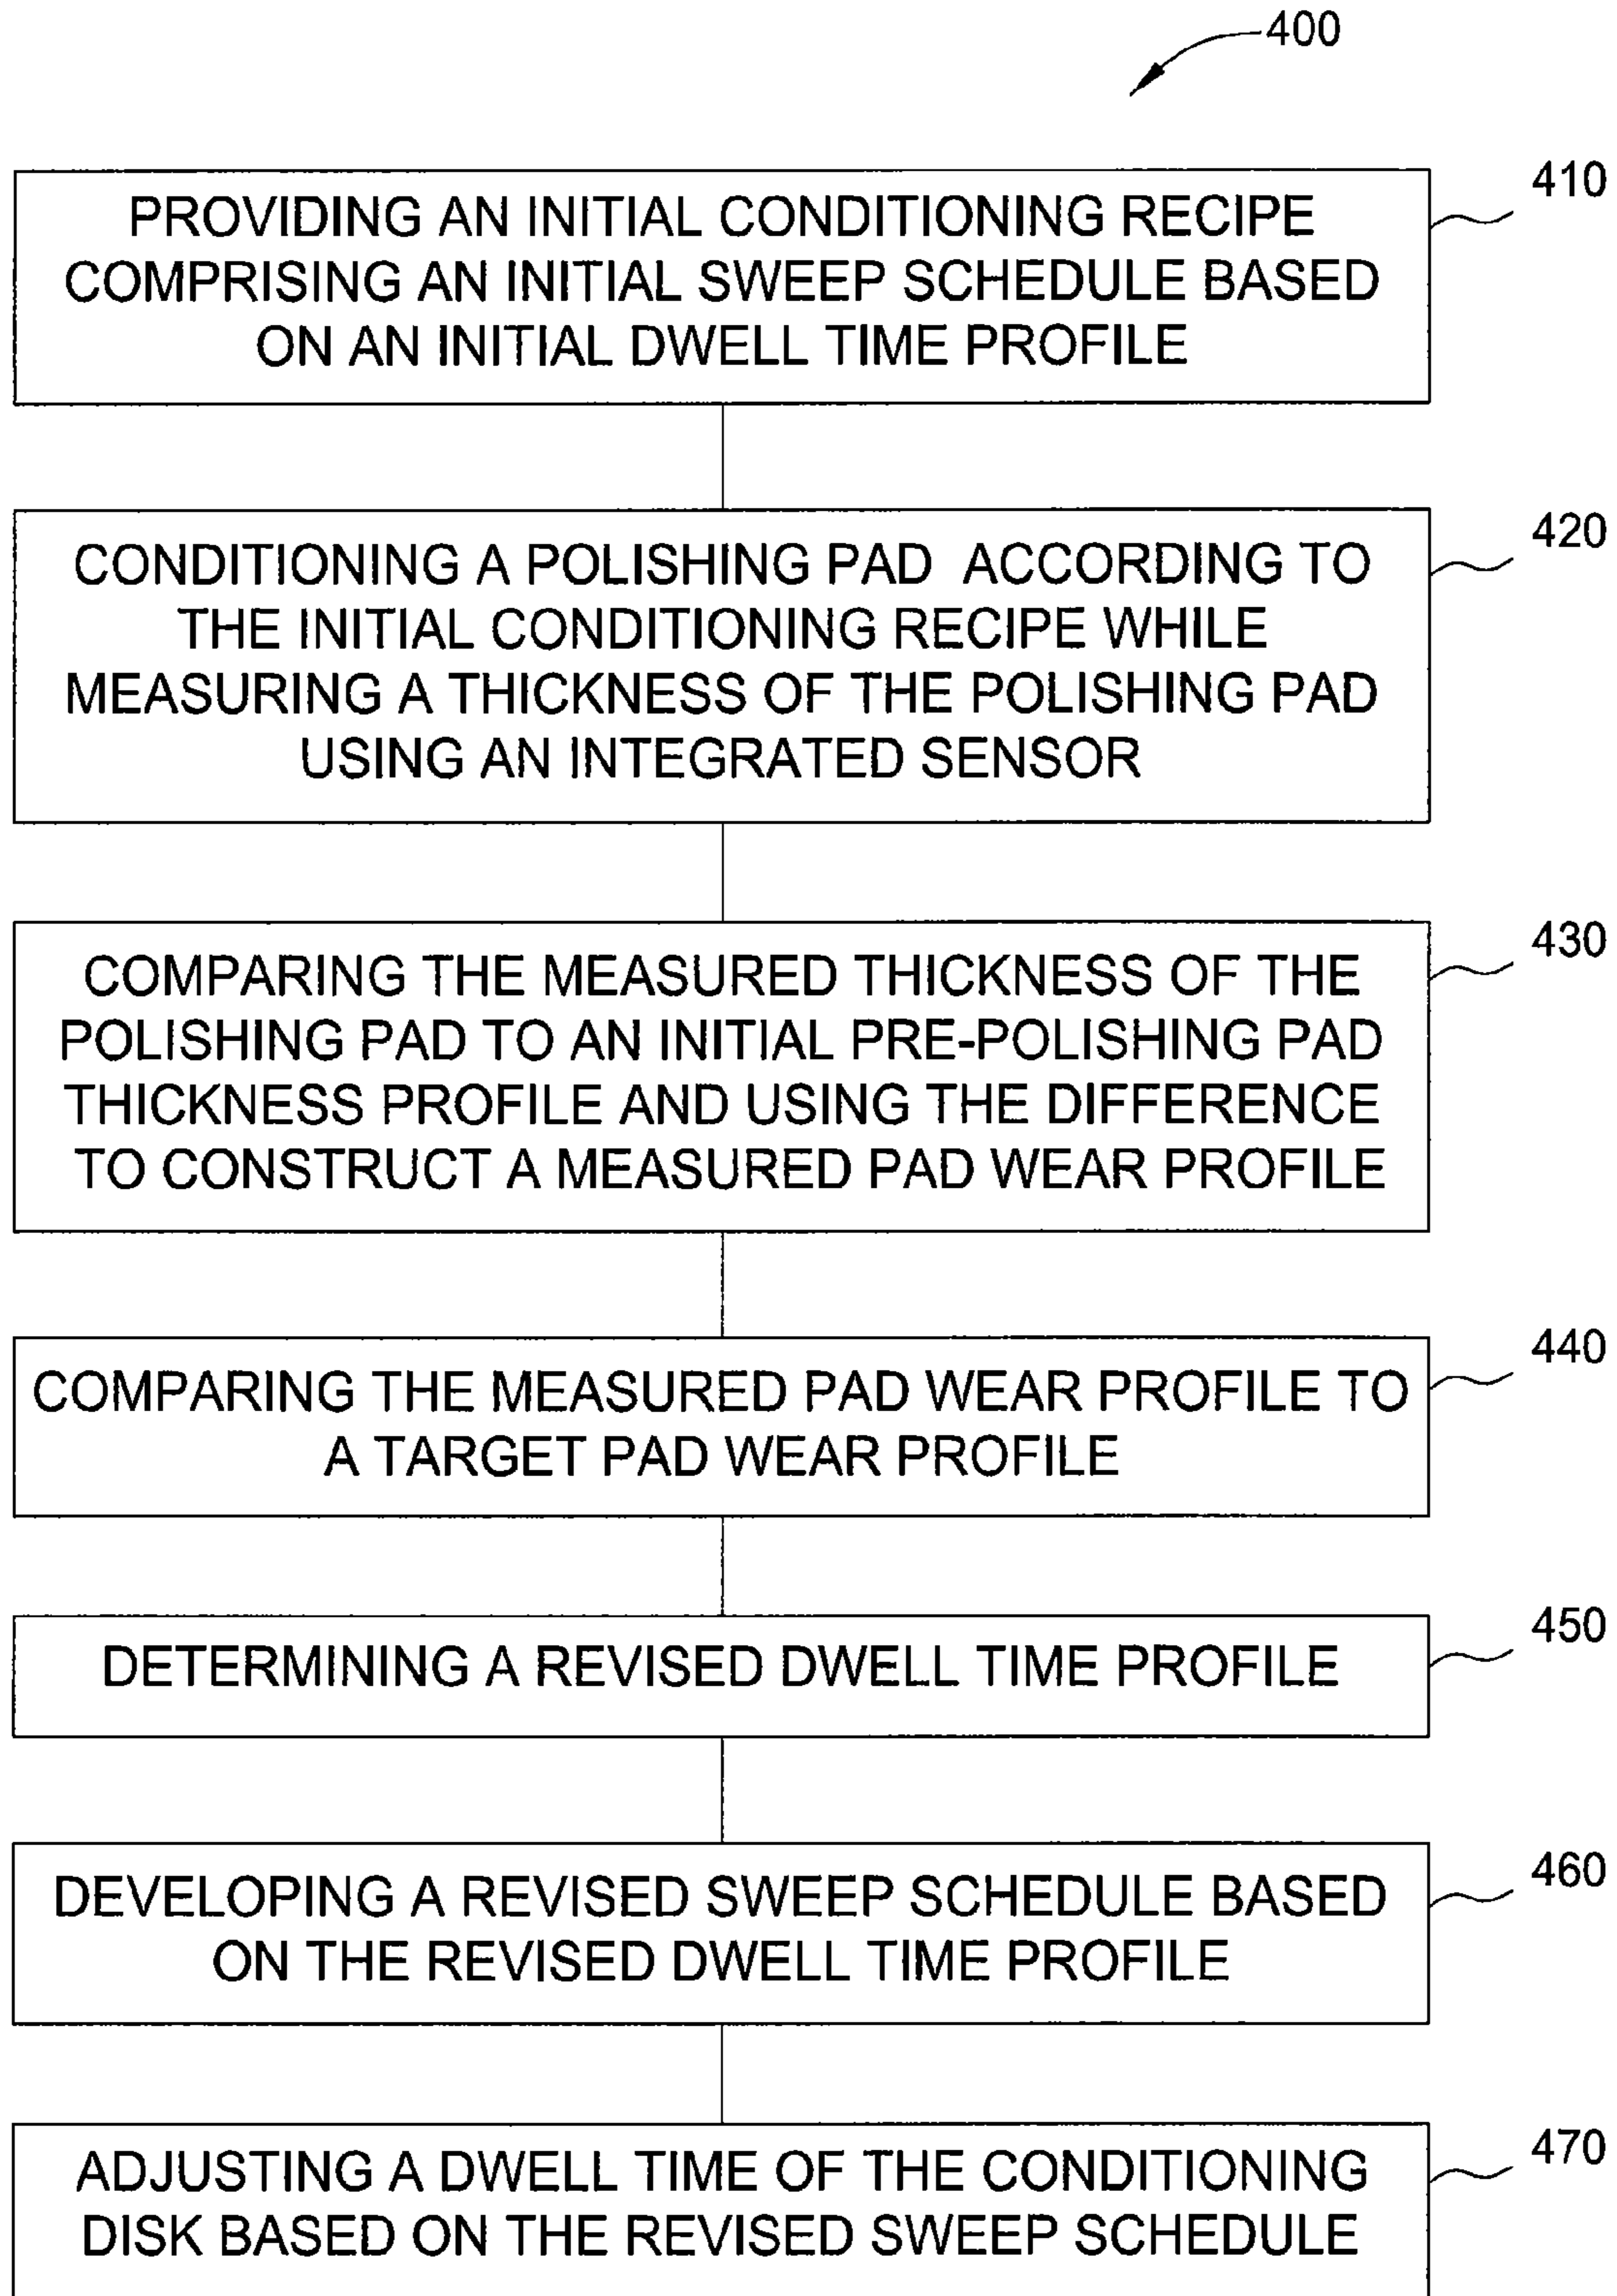 400
410
PROVIDING AN INITIAL CONDITIONING RECIPE
COMPRISING AN INITIAL SWEEP SCHEDULE BASED
ON AN INITIAL DWELL TIME PROFILE
420
CONDITIONING A POLISHING PAD ACCORDING TO
THE INITIAL CONDITIONING RECIPE WHILE
MEASURING A THICKNESS OF THE POLISHING PAD
USING AN INTEGRATED SENSOR
430
COMPARING THE MEASURED THICKNESS OF THE
POLISHING PAD TO AN INITIAL PRE-POLISHING PAD
THICKNESS PROFILE AND USING THE DIFFERENCE
TO CONSTRUCT A MEASURED PAD WEAR PROFILE
440
COMPARING THE MEASURED PAD WEAR PROFILE TO
A TARGET PAD WEAR PROFILE
450
DETERMINING A REVISED DWELL TIME PROFILE
460
DEVELOPING A REVISED SWEEP SCHEDULE BASED
ON THE REVISED DWELL TIME PROFILE
470
ADJUSTING A DWELL TIME OF THE CONDITIONING
DISK BASED ON THE REVISED SWEEP SCHEDULE